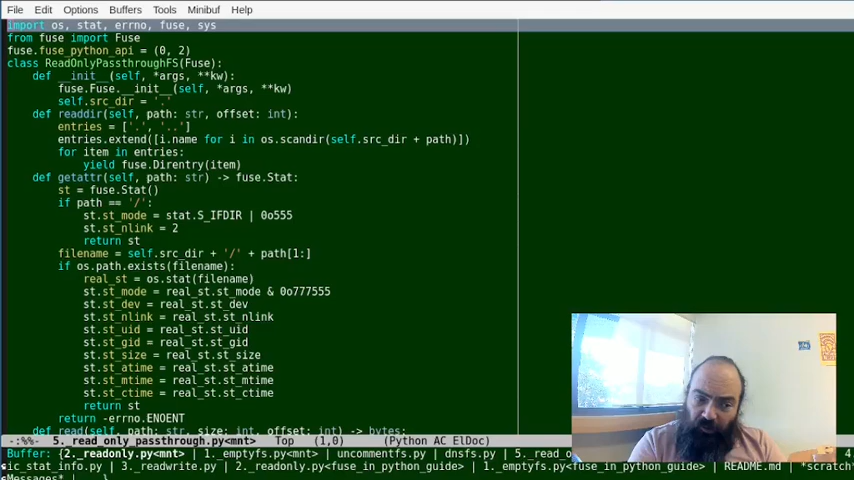 File Edit Options Buffers Tools Minibuf Help
import os, stat, errno, fuse, sys
from fuse import Fuse
fuse.fuse_python_api = (0, 2)
class ReadOnlyPassthroughFS(Fuse):
    def __init__(self, *args, **kw):
        fuse.Fuse.__init__(self, *args, **kw)
        self.src_dir = '.'
    def readdir(self, path: str, offset: int):
        entries = ['.', '..']
        entries.extend([i.name for i in os.scandir(self.src_dir + path)])
        for item in entries:
            yield fuse.Direntry(item)
    def getattr(self, path: str) -> fuse.Stat:
        st = fuse.Stat()
        if path == '/':
            st.st_mode = stat.S_IFDIR | 0o555
            st.st_nlink = 2
            return st
        filename = self.src_dir + '/' + path[1:]
        if os.path.exists(filename):
            real_st = os.stat(filename)
            st.st_mode = real_st.st_mode & 0o777555
            st.st_dev = real_st.st_dev
            st.st_nlink = real_st.st_nlink
            st.st_uid = real_st.st_uid
            st.st_gid = real_st.st_gid
            st.st_size = real_st.st_size
            st.st_atime = real_st.st_atime
            st.st_mtime = real_st.st_mtime
            st.st_ctime = real_st.st_ctime
            return st
        return -errno.ENOENT
    def read(self, path: str, size: int, offset: int) -> bytes:
-:%%- 5._read_only_passthrough.py<mnt> Top (1,0) (Python AC ElDoc)
Buffer: {2._readonly.py<mnt> | 1._emptyfs.py<mnt> | uncommentfs.py | dnsfs.py | 5._read_o
ic_stat_info.py | 3._readwrite.py | 2._readonly.py<fuse_in_python_guide> | 1._emptyfs.py<fuse_in_python_guide> | README.md | *scratch*
Messages* | ...}